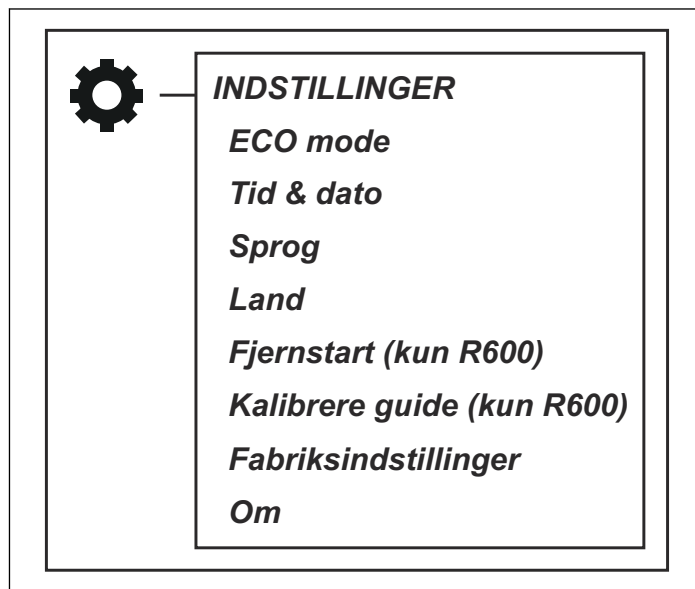 INDSTILLINGER
ECO mode
Tid & dato
Sprog
Land
Fjernstart (kun R600)
Kalibrere guide (kun R600)
Fabriksindstillinger
Om